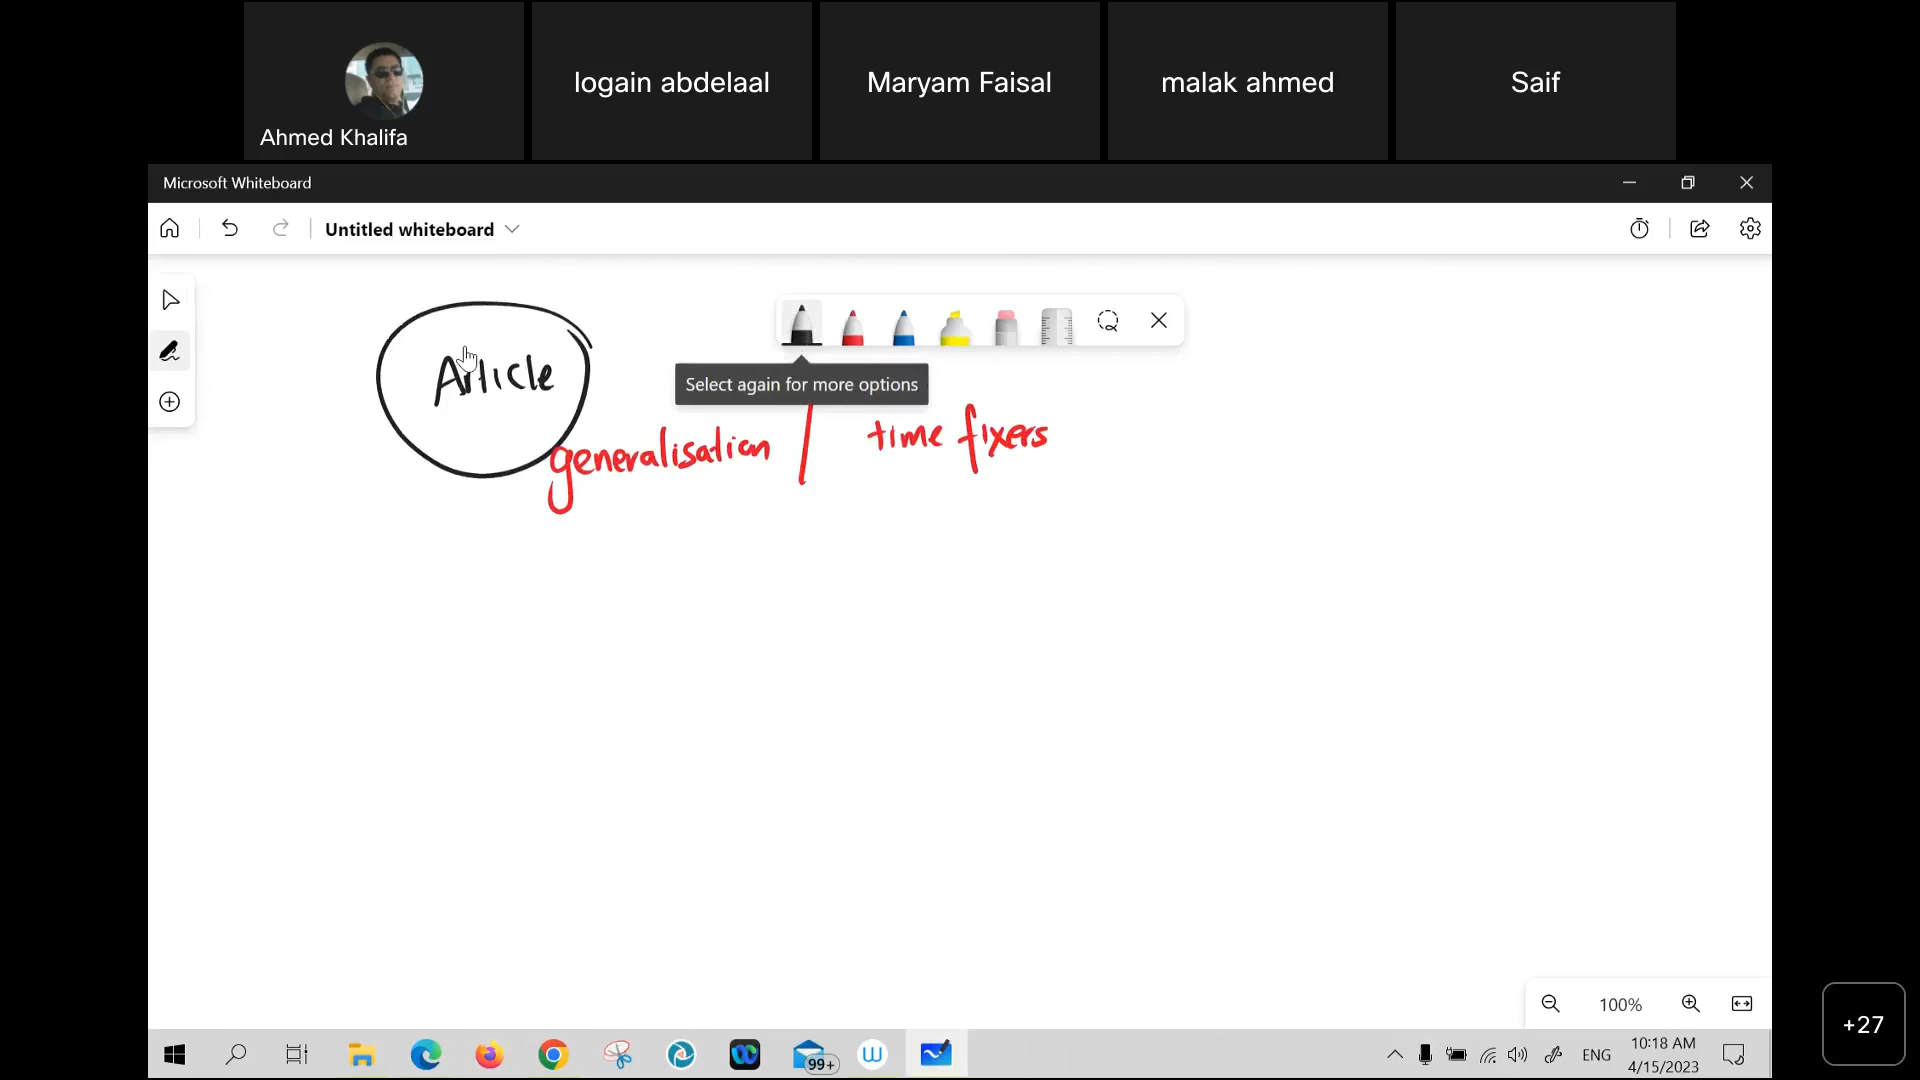 logain abdelaal
Maryam Faisal
malak ahmed
Saif
Ahmed Khalifa
Microsoft Whiteboard
Untitled whiteboard
Article
Select again for more options
generalisation / time fixers
100%
+27
99+
ENG
10:18 AM
4/15/2023